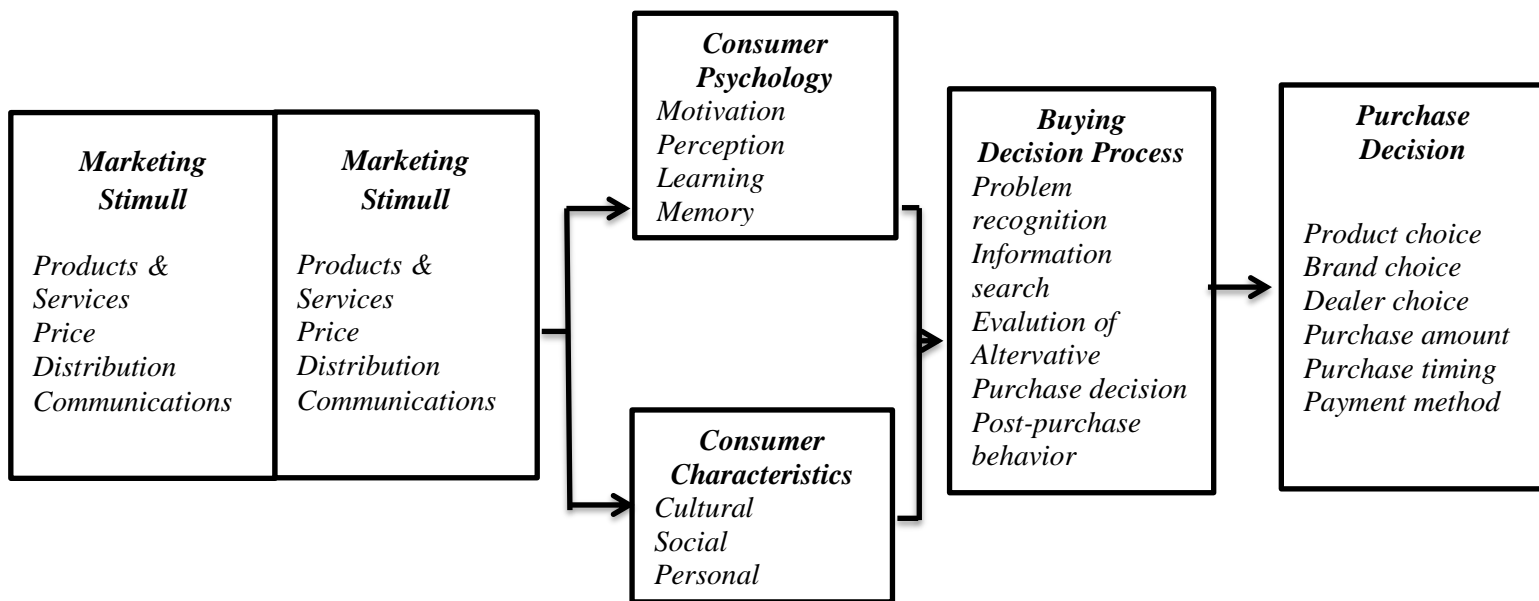 Marketing
Stimull
Products &
Services
Price
Distribution
Communications
Marketing
Stimull
Products &
Services
Price
Distribution
Communications
Consumer
Psychology
Motivation
Perception
Learning
Memory
Consumer
Characteristics
Cultural
Social
Personal
Buying
Decision Process
Problem
recognition
Information
search
Evalution of
Altervative
Purchase decision
Post-purchase
behavior
Purchase
Decision
Product choice
Brand choice
Dealer choice
Purchase amount
Purchase timing
Payment method